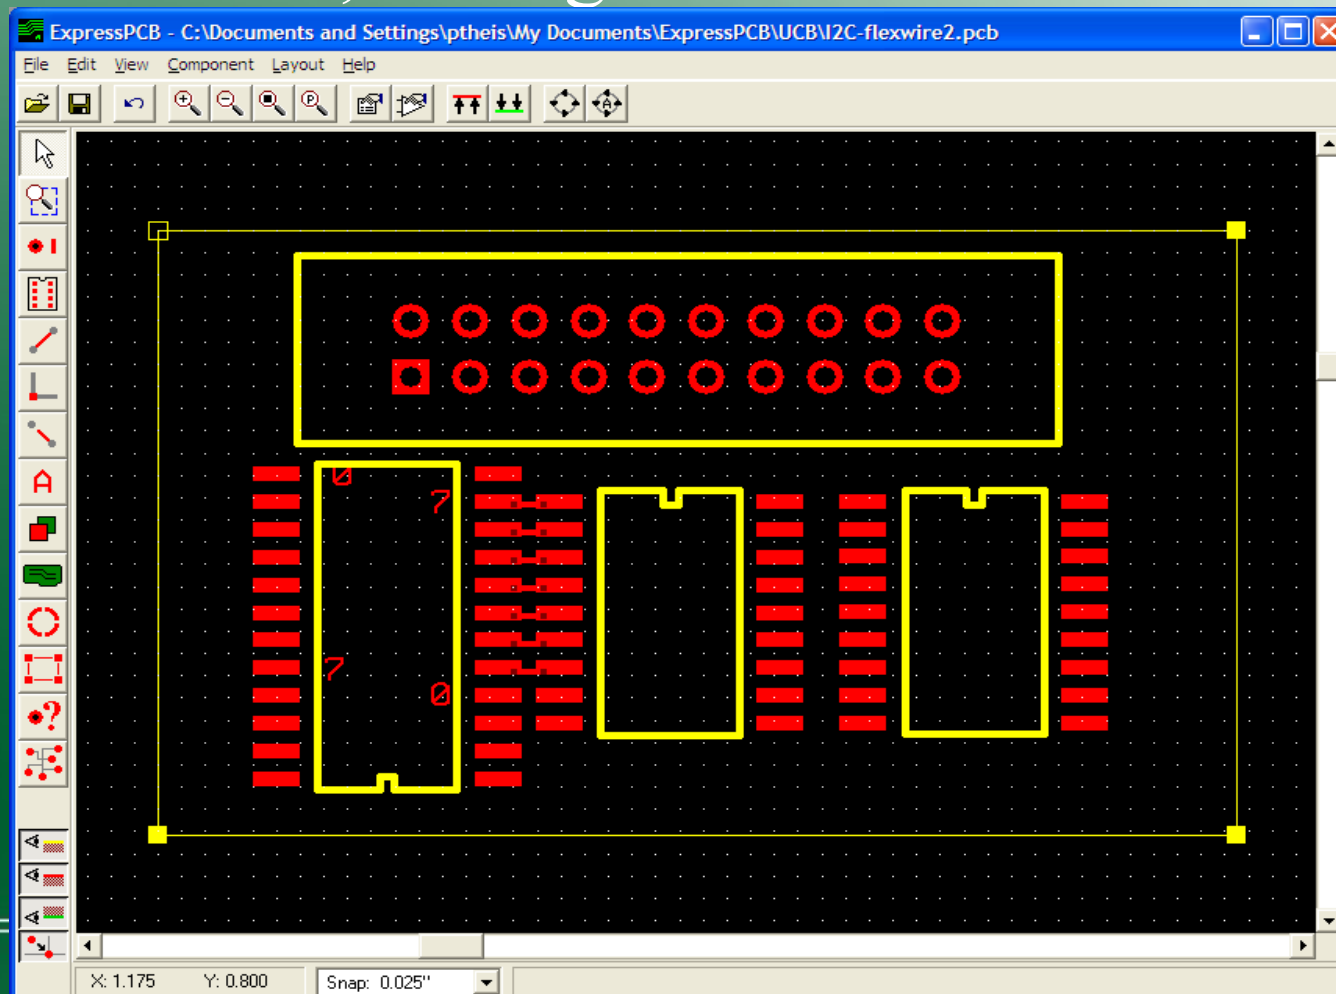 ExpressPCB - C:\Documents and Settings\ptheis\My Documents\ExpressPCB\UCB\I2C-flexwire2.pcb
File Edit View Component Layout Help
0
7
7
0
X: 1.175 Y: 0.800 Snap: 0.025"